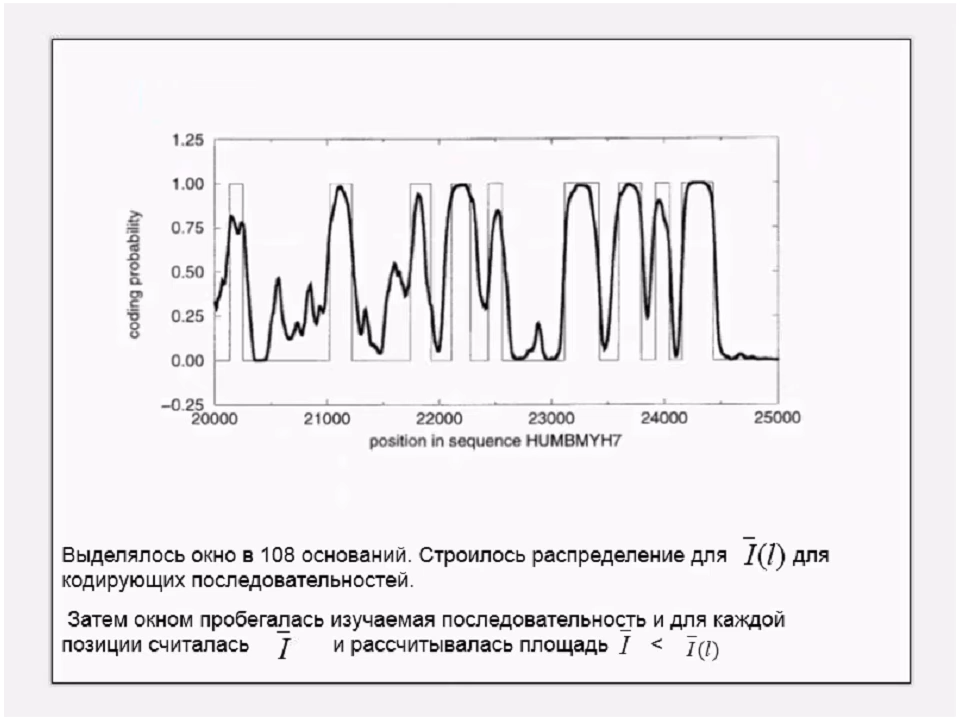 1.25
1.00
0.75
0.50
0.25
0.00
−0.25
coding probability
20000 21000 22000 23000 24000 25000
position in sequence HUMBMYH7
Выделялось окно в 108 оснований. Строилось распределение для Ī(l) для
кодирующих последовательностей.
Затем окном пробегалась изучаемая последовательность и для каждой
позиции считалась Ī и рассчитывалась площадь Ī < Ī(l)